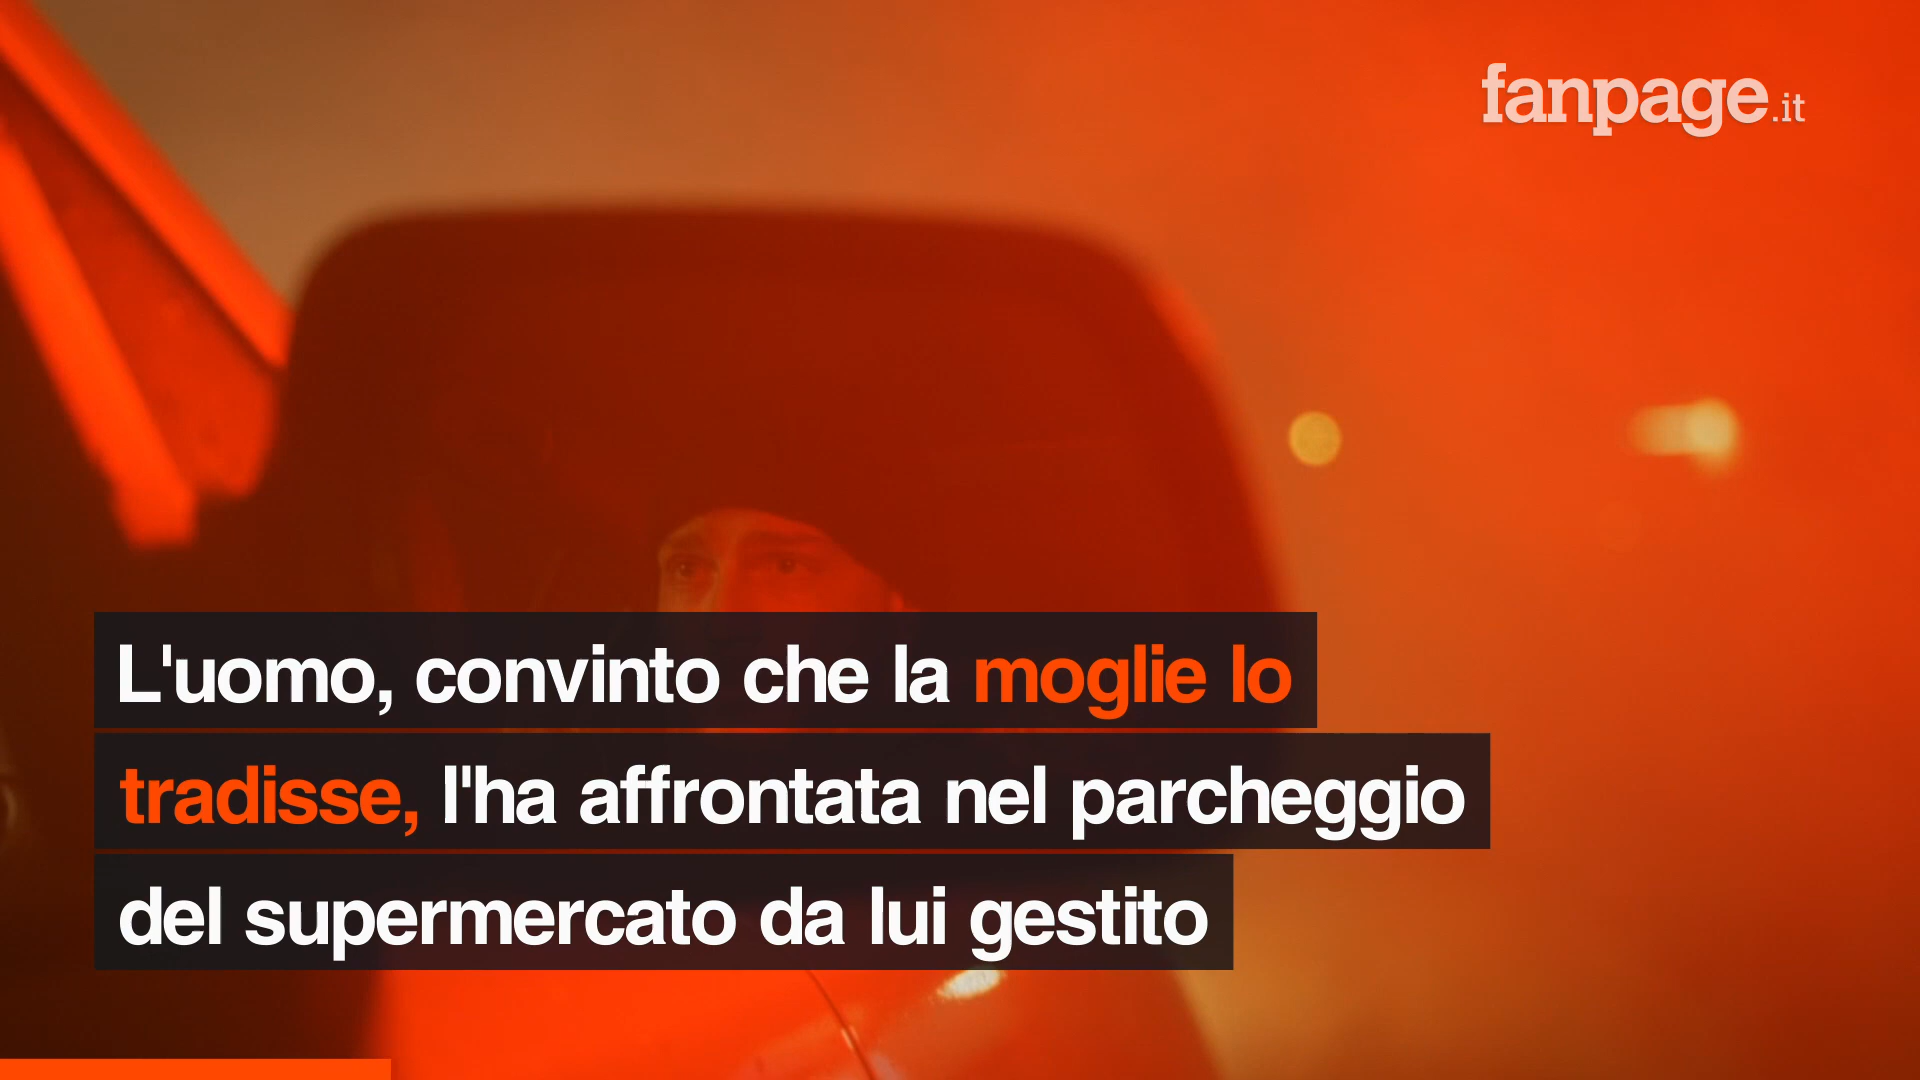 fanpage.it
L'uomo, convinto che la moglie lo
tradisse, l'ha affrontata nel parcheggio
del supermercato da lui gestito